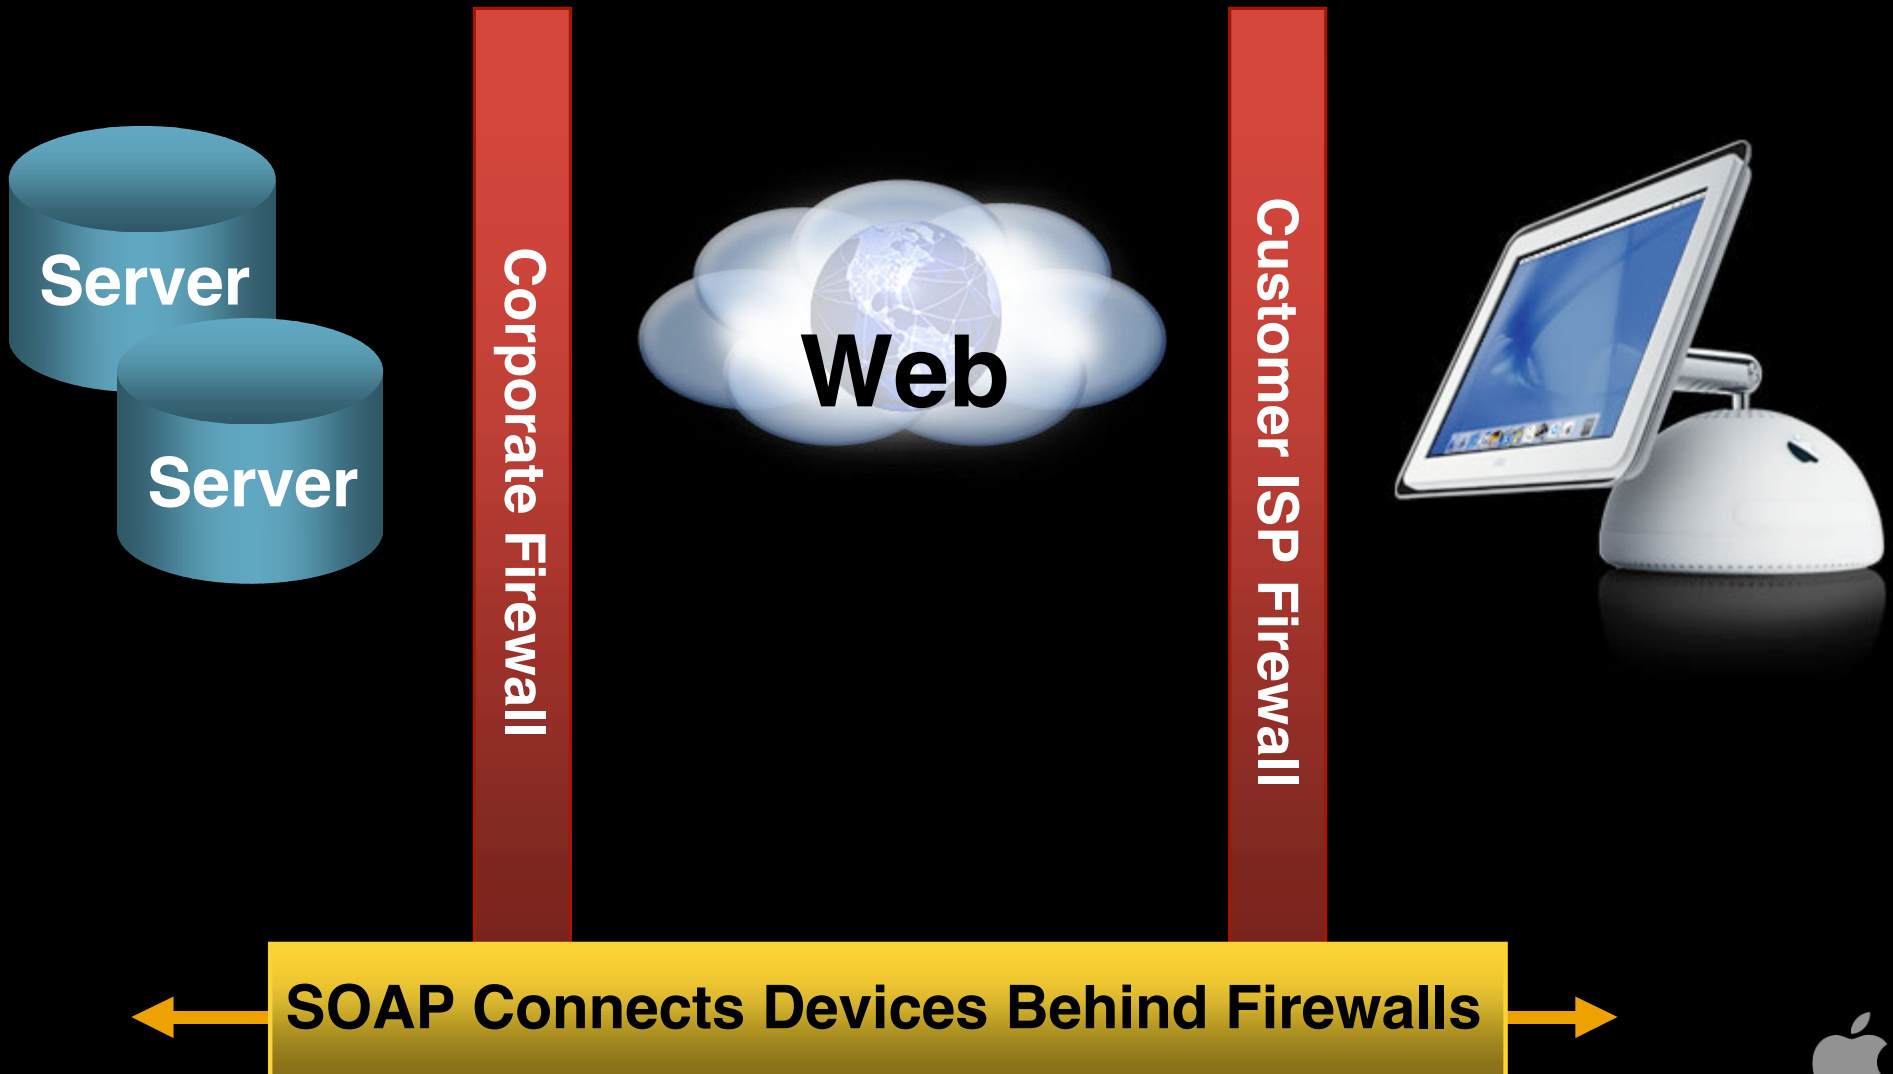 Server
Server
Corporate Firewall
Web
Customer ISP Firewall
SOAP Connects Devices Behind Firewalls